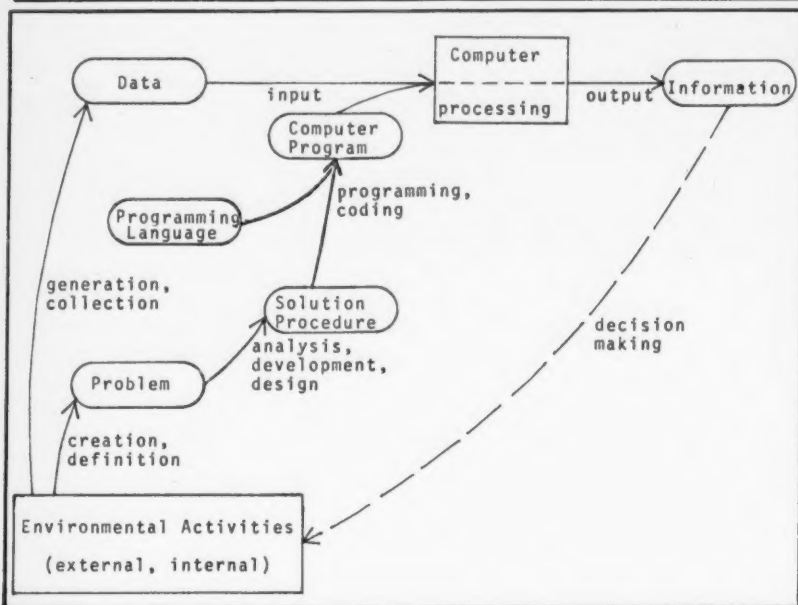 Computer
Data
input
processing
output
Information
Computer
Program
programming,
coding
Programming
Language
generation,
collection
Solution
Procedure
analysis,
development,
design
decision
making
Problem
creation,
definition
Environmental Activities
(external, internal)